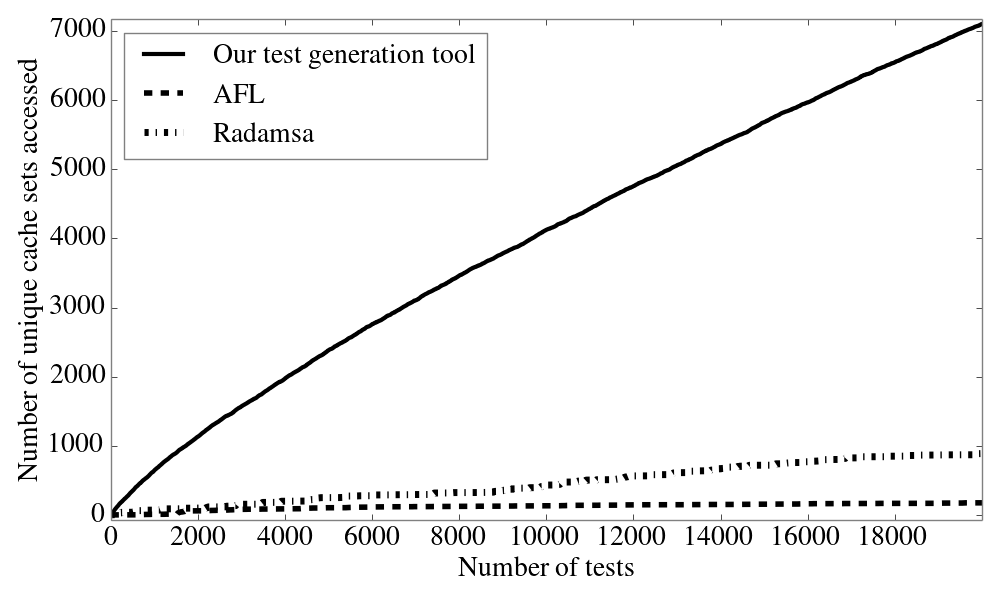 7000
6000
5000
4000
3000
2000
1000
0
Number of unique cache sets accessed
Our test generation tool
AFL
Radamsa
0 2000 4000 6000 8000 10000 12000 14000 16000 18000
Number of tests